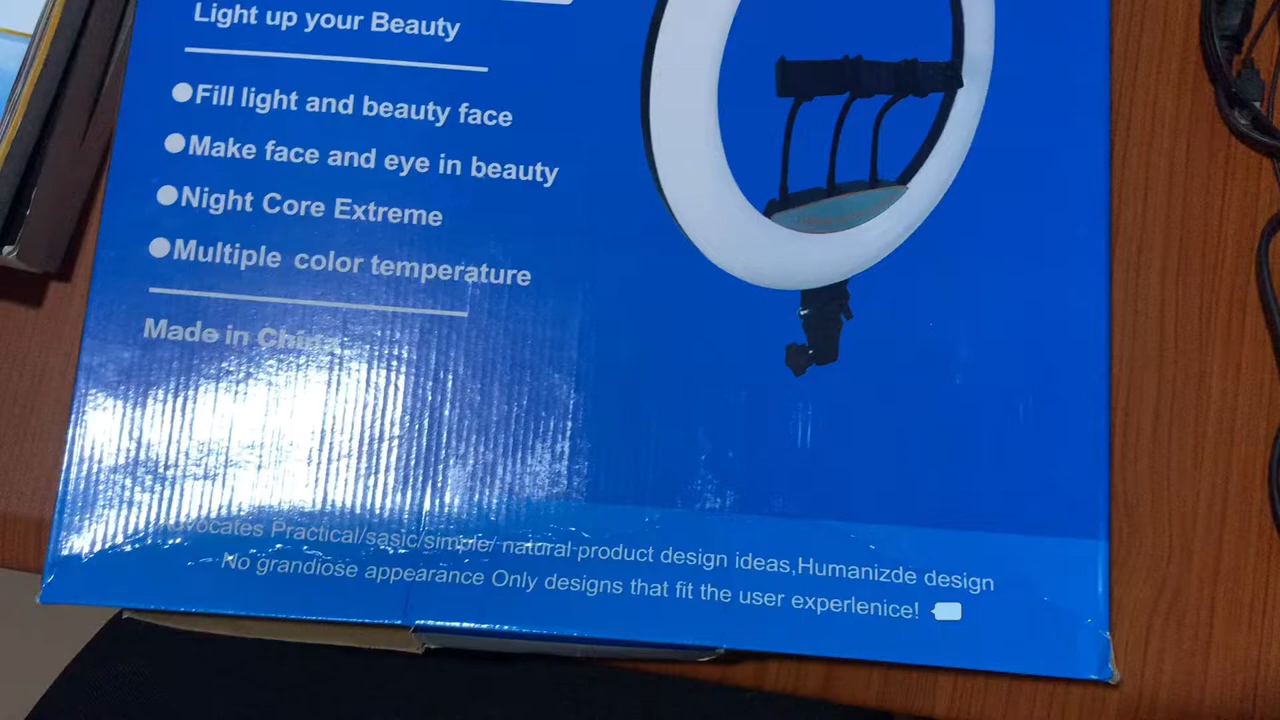 Light up your Beauty
●Fill light and beauty face
●Make face and eye in beauty
●Night Core Extreme
●Multiple color temperature
Made in China
Advocates Practical/sasic/simple/ natural product design ideas,Humanizde design
No grandiose appearance Only designs that fit the user experlenice!